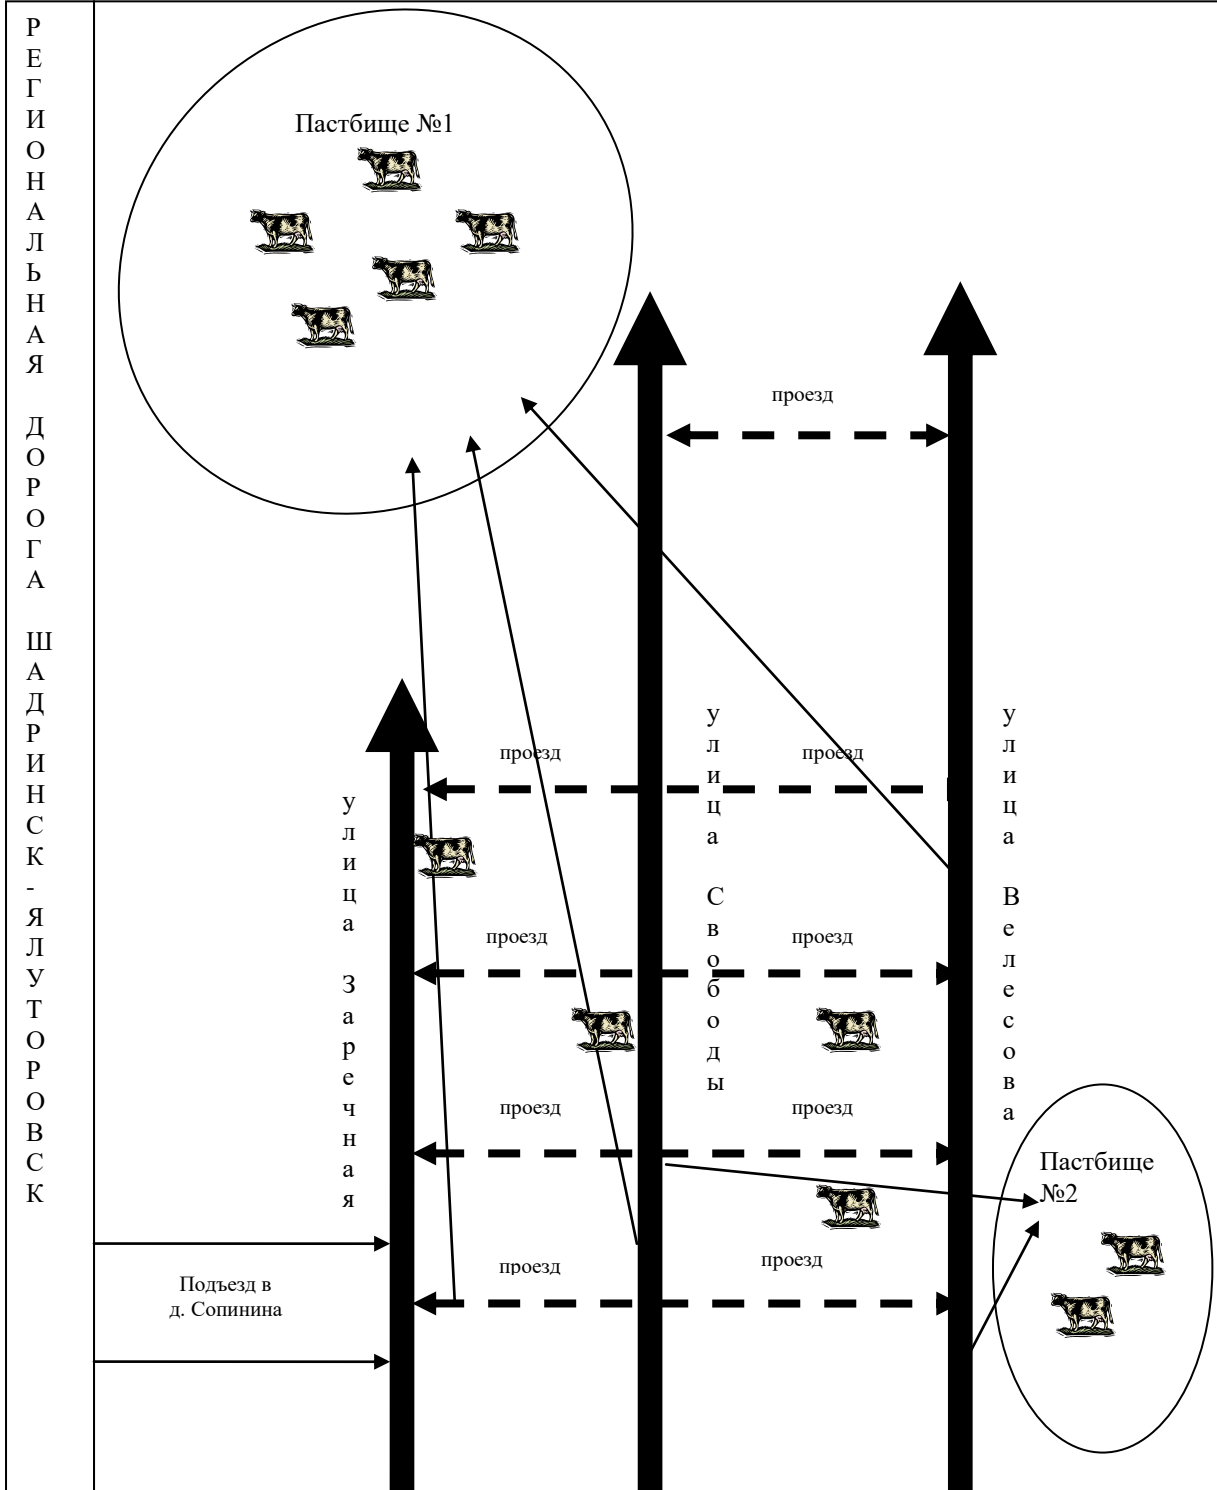 РЕГИОНАЛЬНАЯ ДОРОГА ШАДРИНСК-ЯЛУТОРОВСК
Пастбище №1
проезд
проезд
проезд
улица Заречная
улица Свободы
улица Велесова
проезд
проезд
проезд
проезд
Пастбище
№2
проезд
проезд
Подъезд в
д. Сопинина